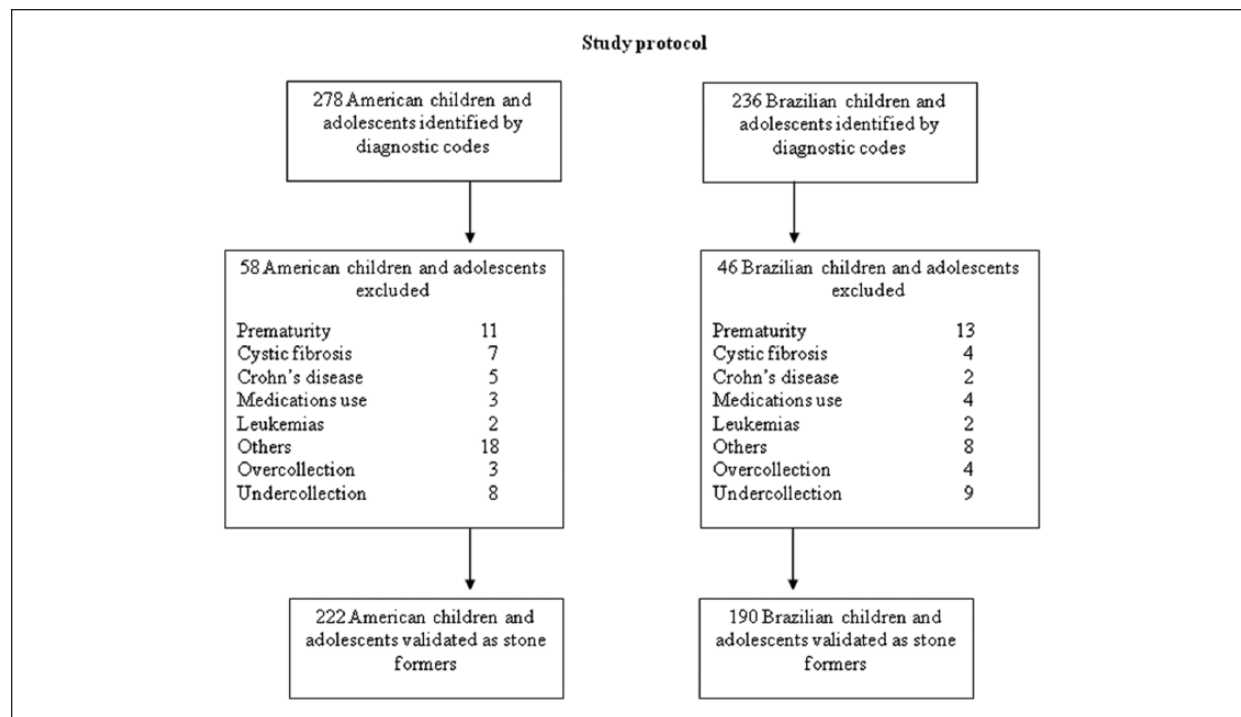 Study protocol
278 American children and
adolescents identified by
diagnostic codes
236 Brazilian children and
adolescents identified by
diagnostic codes
58 American children and adolescents
excluded
Prematurity 11
Cystic fibrosis 7
Crohn's disease 5
Medications use 3
Leukemias 2
Others 18
Overcollection 3
Undercollection 8
46 Brazilian children and adolescents
excluded
Prematurity 13
Cystic fibrosis 4
Crohn's disease 2
Medications use 4
Leukemias 2
Others 8
Overcollection 4
Undercollection 9
222 American children and
adolescents validated as stone
formers
190 Brazilian children and
adolescents validated as stone
formers